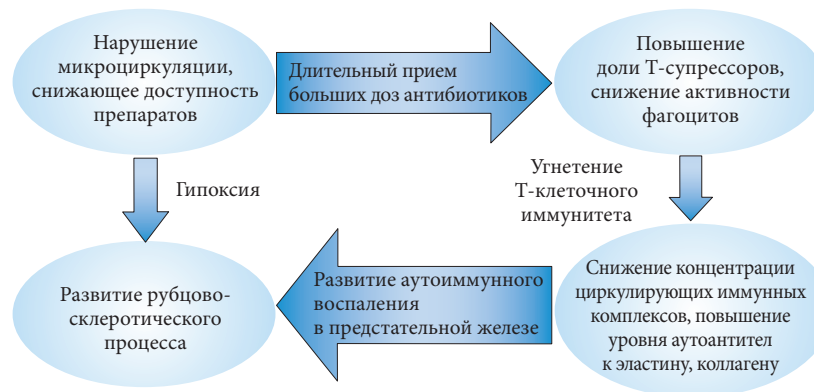 Нарушение
микроциркуляции,
снижающее доступность
препаратов
Длительный прием
больших доз антибиотиков
Повышение
доли Т-супрессоров,
снижение активности
фагоцитов
Гипоксия
Угнетение
Т-клеточного
иммунитета
Развитие рубцово-
склеротического
процесса
Развитие аутоиммунного
воспаления
в предстательной железе
Снижение концентрации
циркулирующих иммунных
комплексов, повышение
уровня аутоантител
к эластину, коллагену